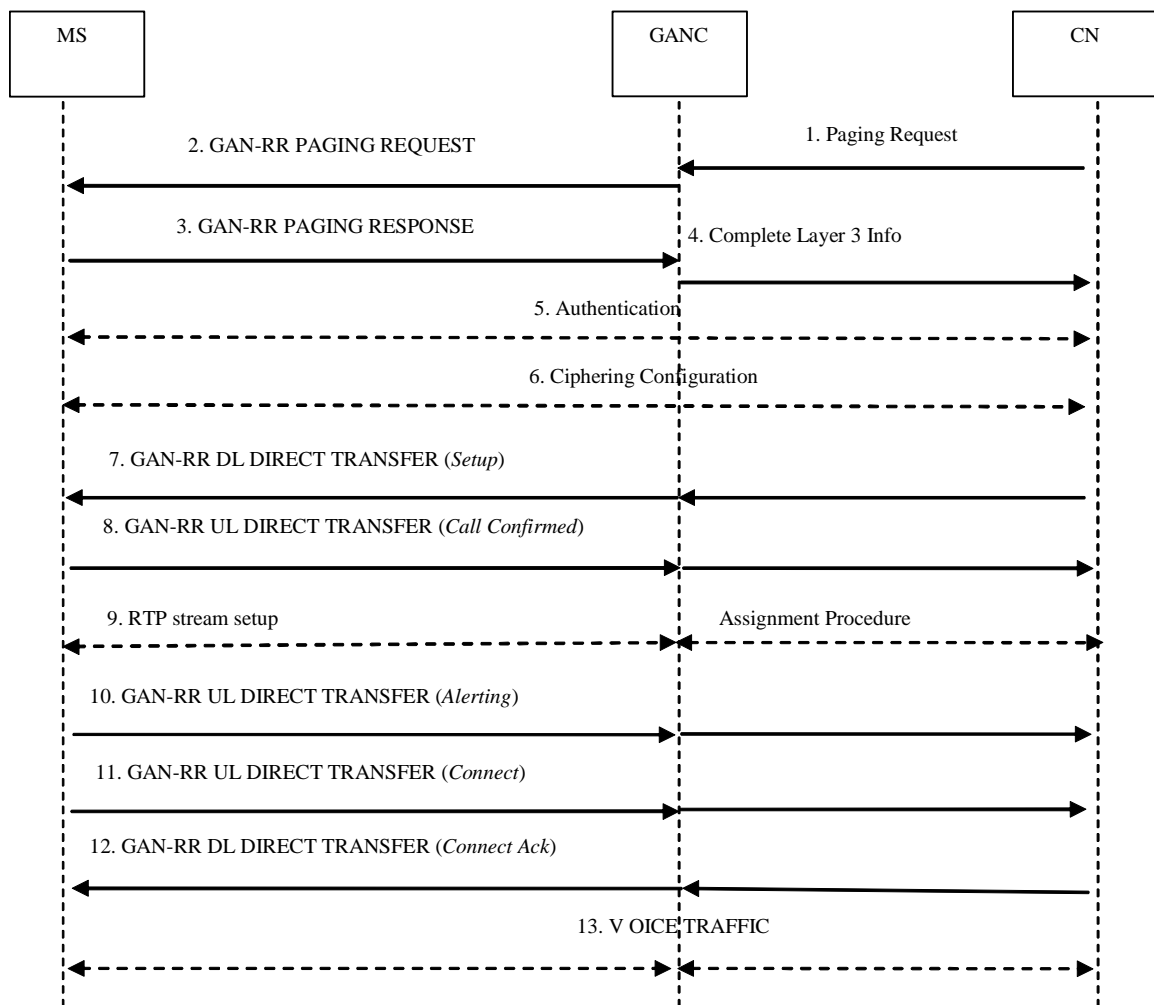 MS
GANC
CN
1. Paging Request
2. GAN-RR PAGING REQUEST
3. GAN-RR PAGING RESPONSE
4. Complete Layer 3 Info
5. Authentication
6. Ciphering Configuration
7. GAN-RR DL DIRECT TRANSFER (Setup)
8. GAN-RR UL DIRECT TRANSFER (Call Confirmed)
9. RTP stream setup
Assignment Procedure
10. GAN-RR UL DIRECT TRANSFER (Alerting)
11. GAN-RR UL DIRECT TRANSFER (Connect)
12. GAN-RR DL DIRECT TRANSFER (Connect Ack)
13. V OICE TRAFFIC